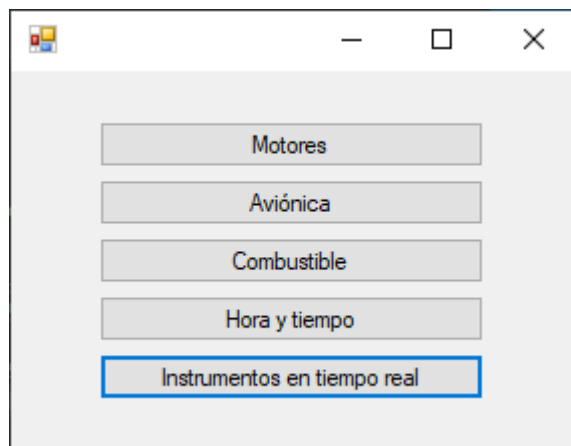 Motores
Aviónica
Combustible
Hora y tiempo
Instrumentos en tiempo real